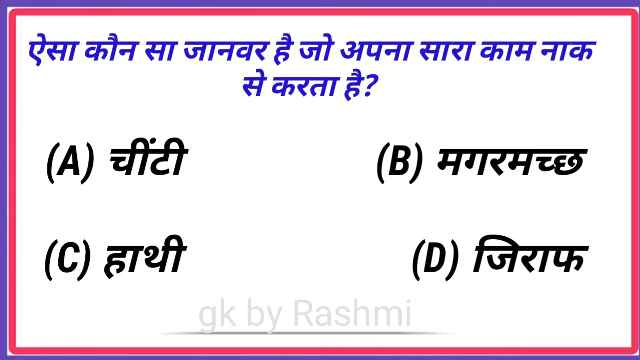 ऐसा कौन सा जानवर है जो अपना सारा काम नाक
से करता है?
(A) चींटी (B) मगरमच्छ
(C) हाथी (D) जिराफ
gk by Rashmi